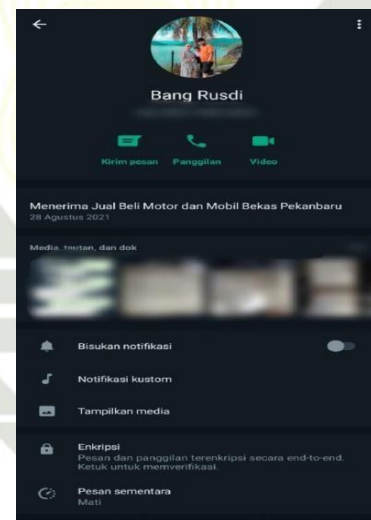 Bang Rusdi
Kirim pesan
Panggilan
Video
Menerima Jual Beli Motor dan Mobil Bekas Pekanbaru
28 Agustus 2021
Media, tautan, dan dok
Bisukan notifikasi
Notifikasi kustom
Tampilkan media
Enkripsi
Pesan dan panggilan terenkripsi secara end-to-end.
Ketuk untuk memverifikasi.
Pesan sementara
Mati